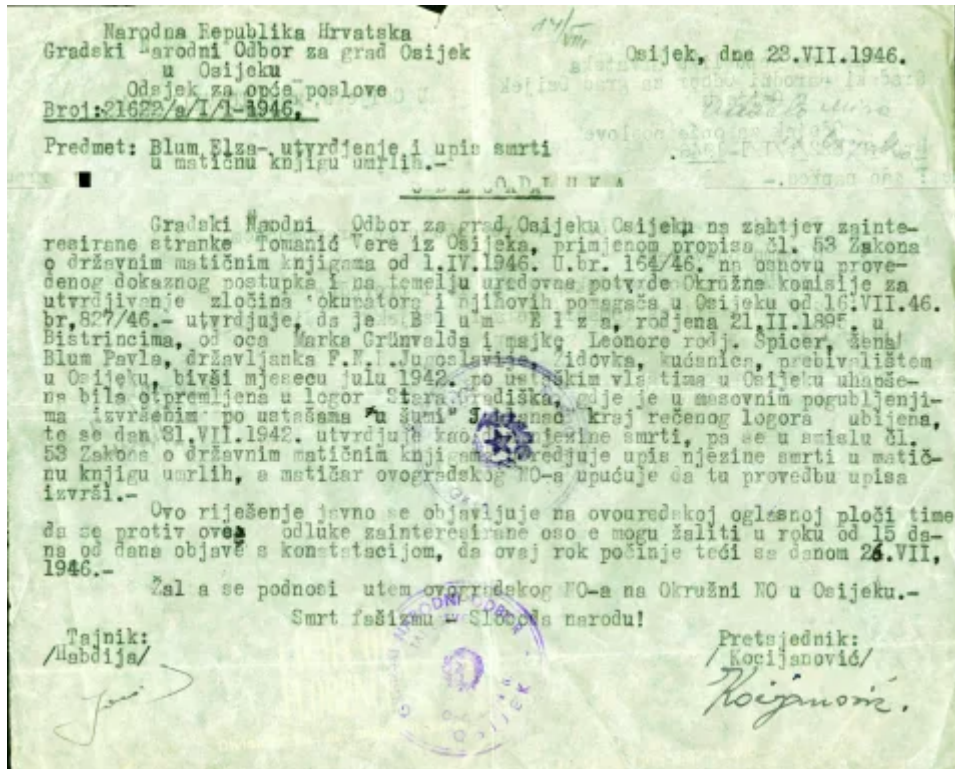 Narodna Republika Hrvatska
Gradski Narodni Odbor za grad Osijek
u Osijeku
Odsjek za opće poslove
Broj:21622/a/I/1-1946.
Osijek, dne 23.VII.1946.
Predmet: Blum Elza- utvrdjenje i upis smrti
u matičnu knjigu umrlih.-
Gradski Naodni Odbor za grad Osijeku Osijeku na zahtjev zainte-
resirane stranke Tomanić Vere iz Osijeka, primjenom propisa čl. 53 Zakona
o državnim matičnim knjigama od 1.IV.1946. U.br. 164/46. na osnovu prove-
denog dokaznog postupka i na temelju uredovne potvrde Okružne komisije za
utvrdjivanje zločina okupatora i njihovih pomagača u Osijeku od 16.VII.46.
br,827/46.- utvrdjuje, da je B l u m E l z a, rodjena 21.II.1895. u
Bistrincima, od oca Marka Grünvalda i majke Leonore rodj. Špicer, žena
Blum Pavla, državljanka F.N.R.Jugoslavije, Židovka, kućanica, prebivalištem
u Osijeku, bivši mjesecu julu 1942. po ustaškim vlsatima u Osijeku uhapše-
na bila otpremljena u logor Stara Gradiška, gdje je u masovnim pogubljenji-
ma izvršenim po ustašama "u šumi" kraj rečenog logora ubijena,
te se dan 31.VII.1942. utvrdjuje kao njezine smrti, pa se u smislu čl.
53 Zakona o državnim matičnim knjigama odredjuje upis njezine smrti u matič-
nu knjigu umrlih, a matičar ovogradskog NO-a upućuje da tu provedbu upisa
izvrši.-
Ovo riješenje javno se objavljuje na ovouredskoj oglasnoj ploči time
da se protiv ove odluke zainteresirane oso e mogu žaliti u roku od 15 da-
na od dana objave s konstatacijom, da ovaj rok počinje teći sa danom 26.VII,
1946.-
Žal a se podnosi utem ovogradskog NO-a na Okružni NO u Osijeku.-
Smrt fašizmu - Sloboda narodu!
Tajnik:
/Habdija/
Pretsjednik:
/ Kocijanović/
Kocijanović.
NARODNI ODBOR